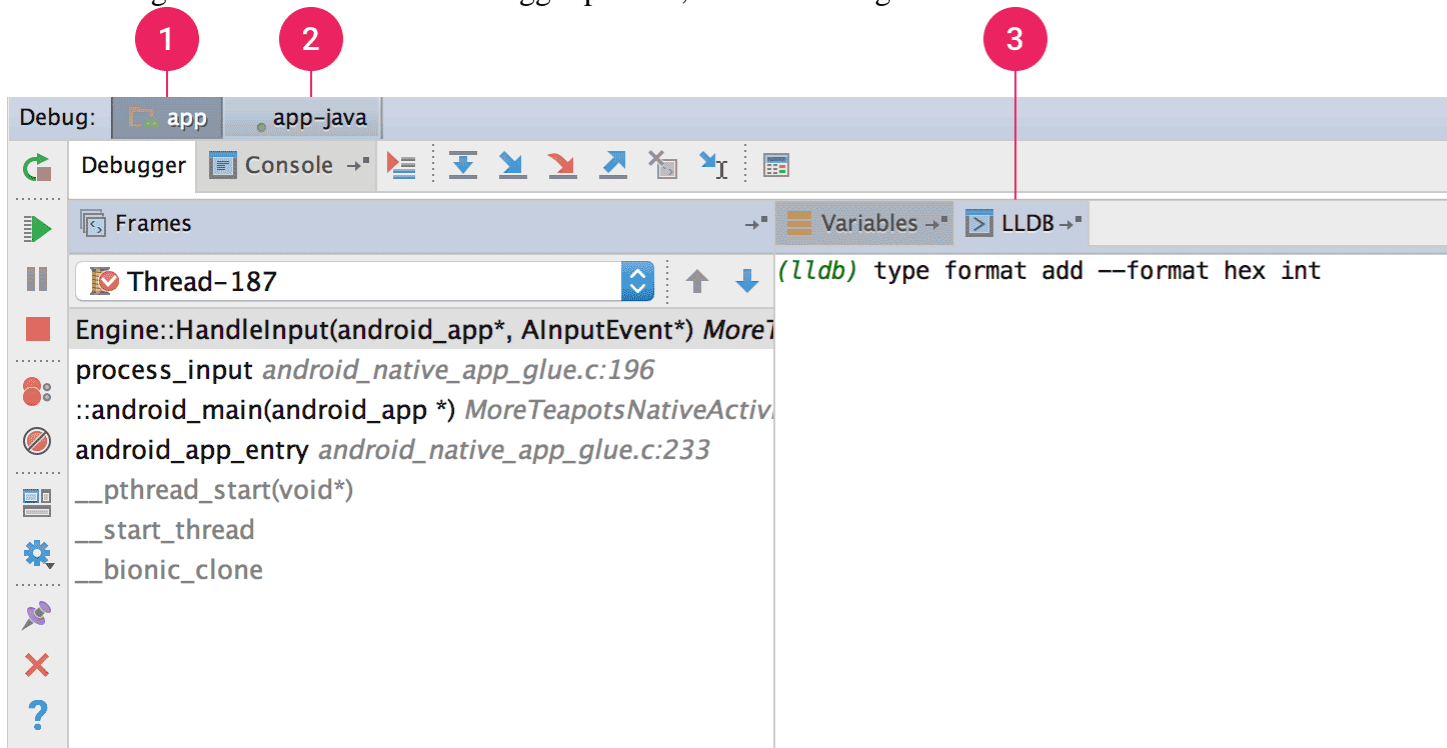 1 2 3
Debug: app app-java
Debugger Console
Frames Variables LLDB
Thread-187
(lldb) type format add --format hex int
Engine::HandleInput(android_app*, AInputEvent*)
process_input android_native_app_glue.c:196
::android_main(android_app *)
android_app_entry android_native_app_glue.c:233
__pthread_start(void*)
__start_thread
__bionic_clone
?